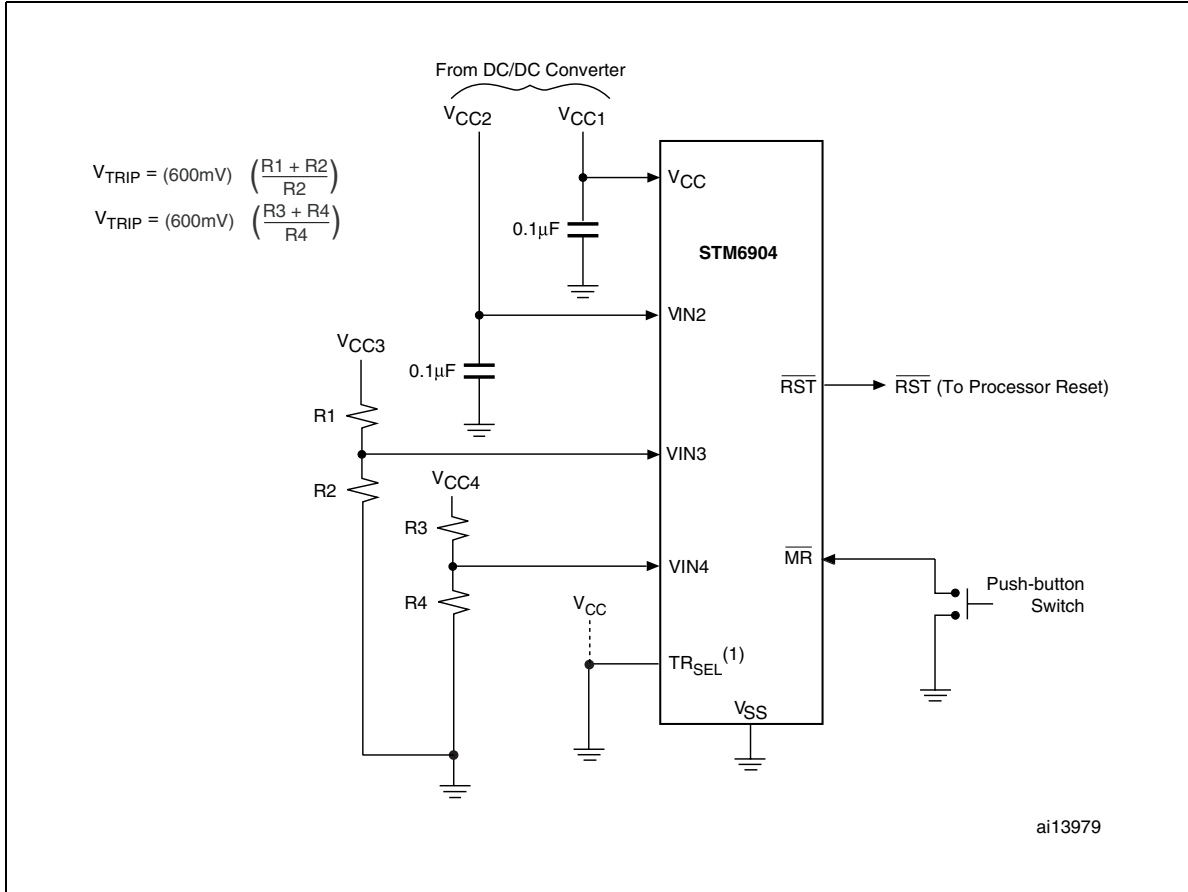 From DC/DC Converter
VCC2
VCC1
VTRIP = (600mV) (R1 + R2 / R2)
VTRIP = (600mV) (R3 + R4 / R4)
VCC
0.1µF
STM6904
VIN2
VCC3
0.1µF
RST
RST (To Processor Reset)
R1
VIN3
R2
VCC4
R3
MR
VIN4
Push-button
Switch
R4
VCC
TRSEL(1)
VSS
ai13979